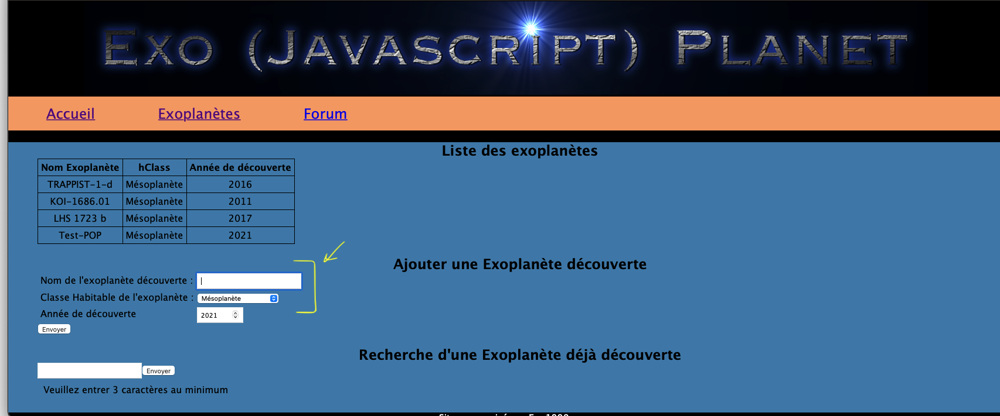 Exo (Javascript) Planet
Accueil Exoplanètes Forum
Liste des exoplanètes
Nom Exoplanète hClass Année de découverte
TRAPPIST-1-d Mésoplanète 2016
KOI-1686.01 Mésoplanète 2011
LHS 1723 b Mésoplanète 2017
Test-POP Mésoplanète 2021
Ajouter une Exoplanète découverte
Nom de l'exoplanète découverte :
Classe Habitable de l'exoplanète : Mésoplanète
Année de découverte 2021
Envoyer
Recherche d'une Exoplanète déjà découverte
Envoyer
Veuillez entrer 3 caractères au minimum